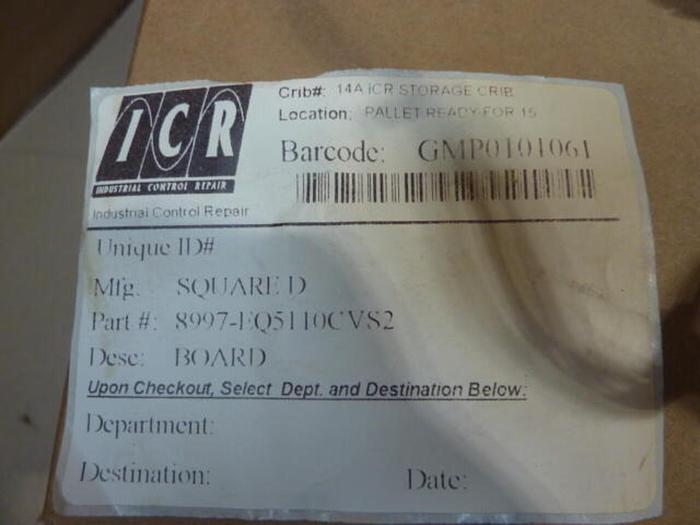 ICR
INDUSTRIAL CONTROL REPAIR
Industrial Control Repair
Crib#: 14A ICR STORAGE CRIB
Location: PALLET READY FOR 15
Barcode: GMP0101061
Unique ID#
Mfg: SQUARE D
Part #: 8997-EQ5110CVS2
Desc: BOARD
Upon Checkout, Select Dept. and Destination Below:
Department:
Destination: Date: